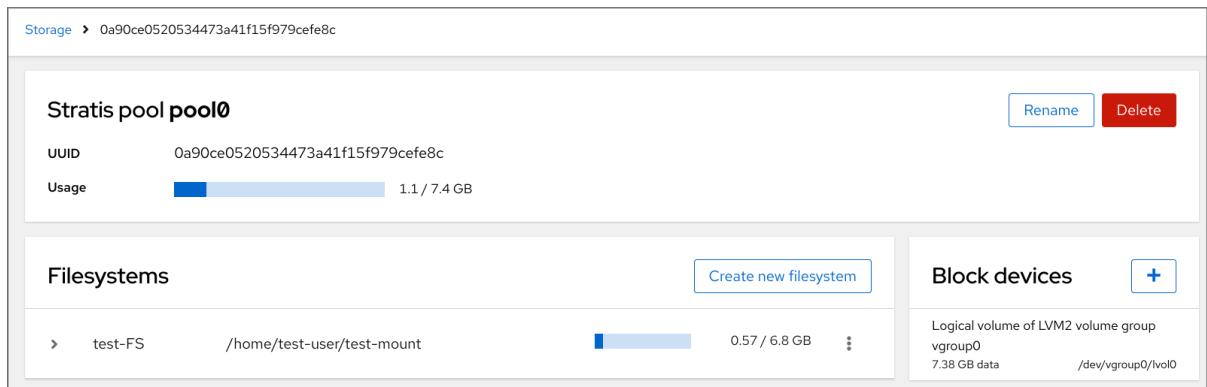 Storage > 0a90ce0520534473a41f15f979cefe8c
Stratis pool pool0
Rename
Delete
UUID 0a90ce0520534473a41f15f979cefe8c
Usage 1.1 / 7.4 GB
Filesystems
Create new filesystem
test-FS /home/test-user/test-mount 0.57 / 6.8 GB
Block devices
+
Logical volume of LVM2 volume group
vgroup0
7.38 GB data /dev/vgroup0/lvol0